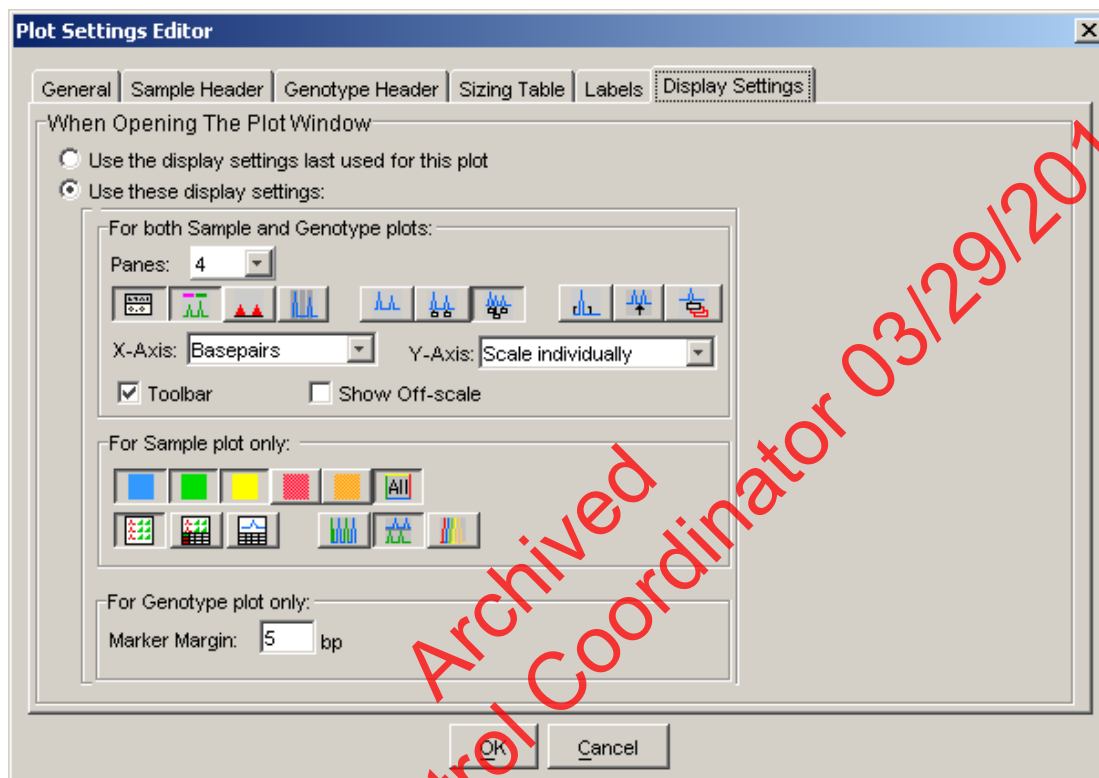 Plot Settings Editor
General Sample Header Genotype Header Sizing Table Labels Display Settings
When Opening The Plot Window
Use the display settings last used for this plot
Use these display settings:
For both Sample and Genotype plots:
Panes: 4
X-Axis: Basepairs Y-Axis: Scale individually
Toolbar Show Off-scale
For Sample plot only:
All
For Genotype plot only:
Marker Margin: 5 bp
OK Cancel
Archived
Coordinator 03/29/201